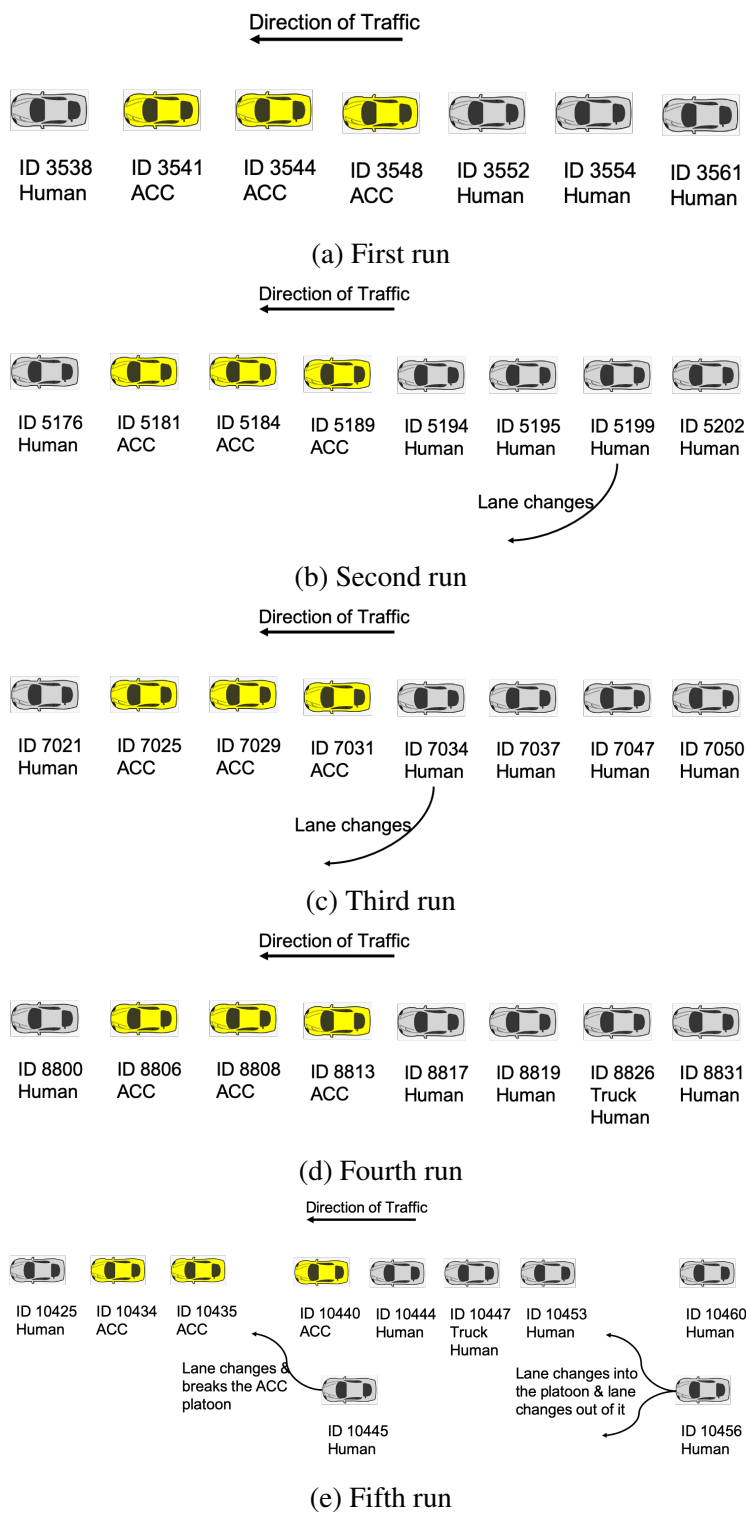 Direction of Traffic
ID 3538 ID 3541 ID 3544 ID 3548 ID 3552 ID 3554 ID 3561
Human ACC ACC ACC Human Human Human
(a) First run
Direction of Traffic
ID 5176 ID 5181 ID 5184 ID 5189 ID 5194 ID 5195 ID 5199 ID 5202
Human ACC ACC ACC Human Human Human Human
Lane changes
(b) Second run
Direction of Traffic
ID 7021 ID 7025 ID 7029 ID 7031 ID 7034 ID 7037 ID 7047 ID 7050
Human ACC ACC ACC Human Human Human Human
Lane changes
(c) Third run
Direction of Traffic
ID 8800 ID 8806 ID 8808 ID 8813 ID 8817 ID 8819 ID 8826 ID 8831
Human ACC ACC ACC Human Human Truck Human
Human
(d) Fourth run
Direction of Traffic
ID 10425 ID 10434 ID 10435 ID 10440 ID 10444 ID 10447 ID 10453 ID 10460
Human ACC ACC ACC Human Truck Human Human
Human
Lane changes &
breaks the ACC
platoon
Lane changes into
the platoon & lane
changes out of it
ID 10445
Human
ID 10456
Human
(e) Fifth run